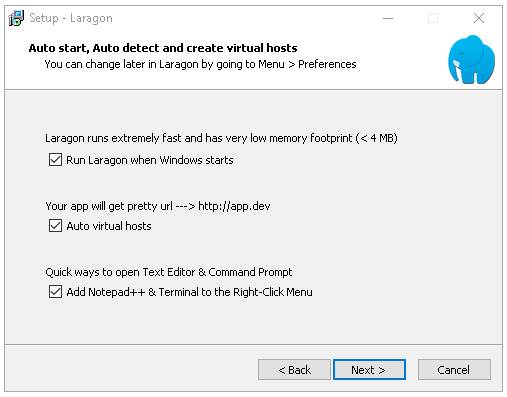 Setup - Laragon
Auto start, Auto detect and create virtual hosts
You can change later in Laragon by going to Menu > Preferences
Laragon runs extremely fast and has very low memory footprint (< 4 MB)
Run Laragon when Windows starts
Your app will get pretty url ---> http://app.dev
Auto virtual hosts
Quick ways to open Text Editor & Command Prompt
Add Notepad++ & Terminal to the Right-Click Menu
< Back Next > Cancel